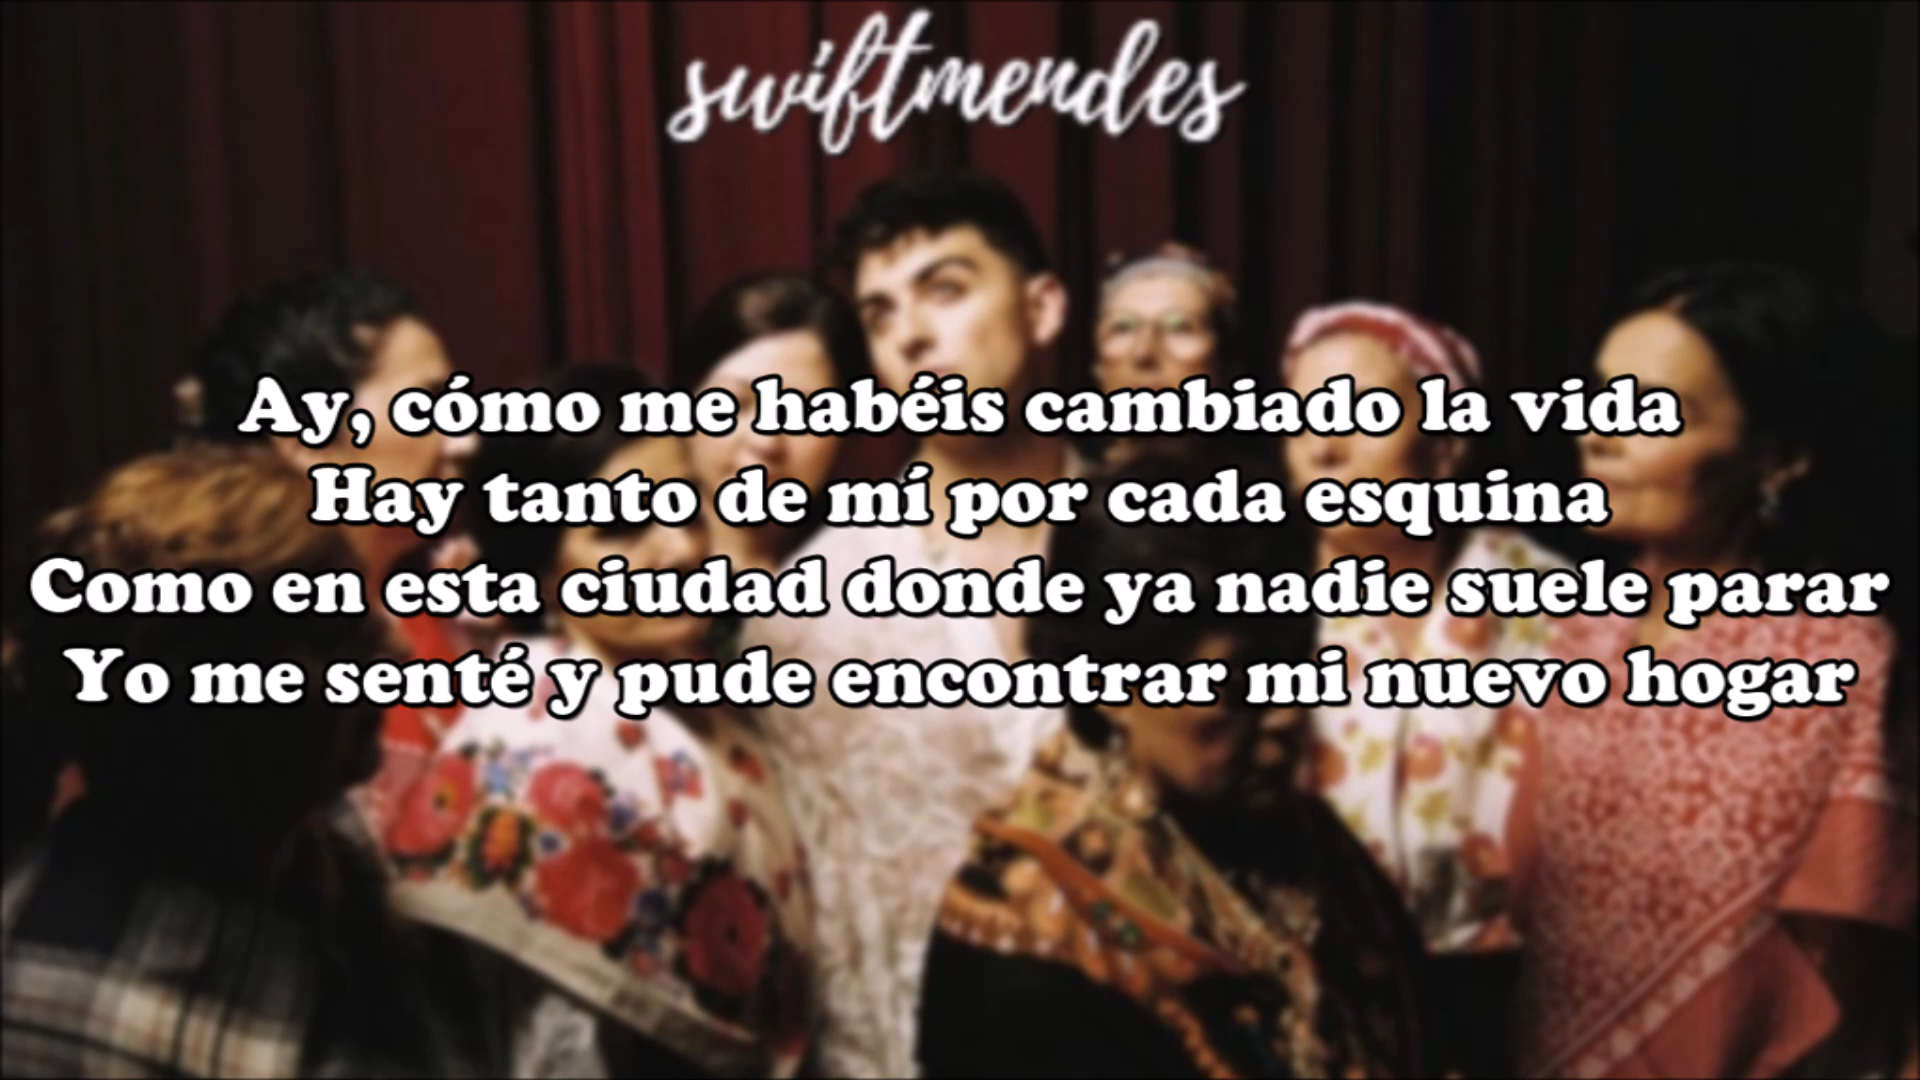 swiftmendes
Ay, cómo me habéis cambiado la vida
Hay tanto de mí por cada esquina
Como en esta ciudad donde ya nadie suele parar
Yo me senté y pude encontrar mi nuevo hogar